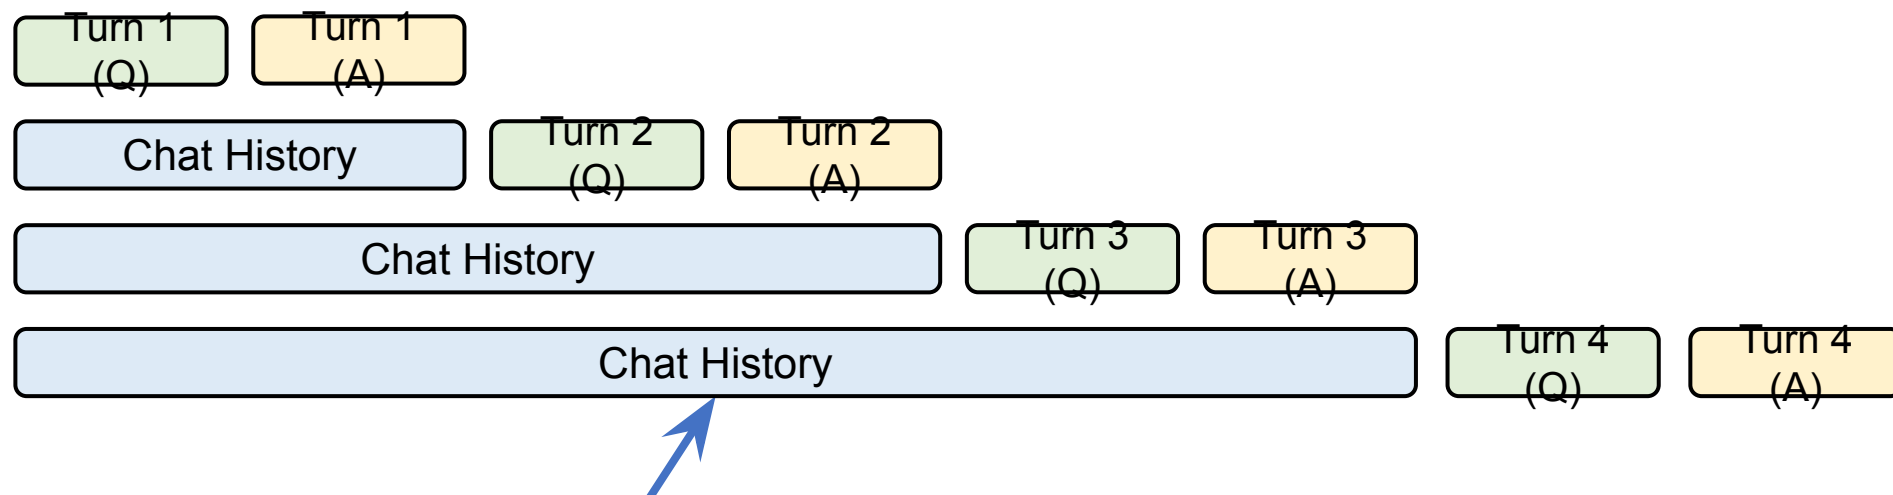 Turn 1
(Q)
Turn 1
(A)
Chat History
Turn 2
(Q)
Turn 2
(A)
Chat History
Turn 3
(Q)
Turn 3
(A)
Chat History
Turn 4
(Q)
Turn 4
(A)